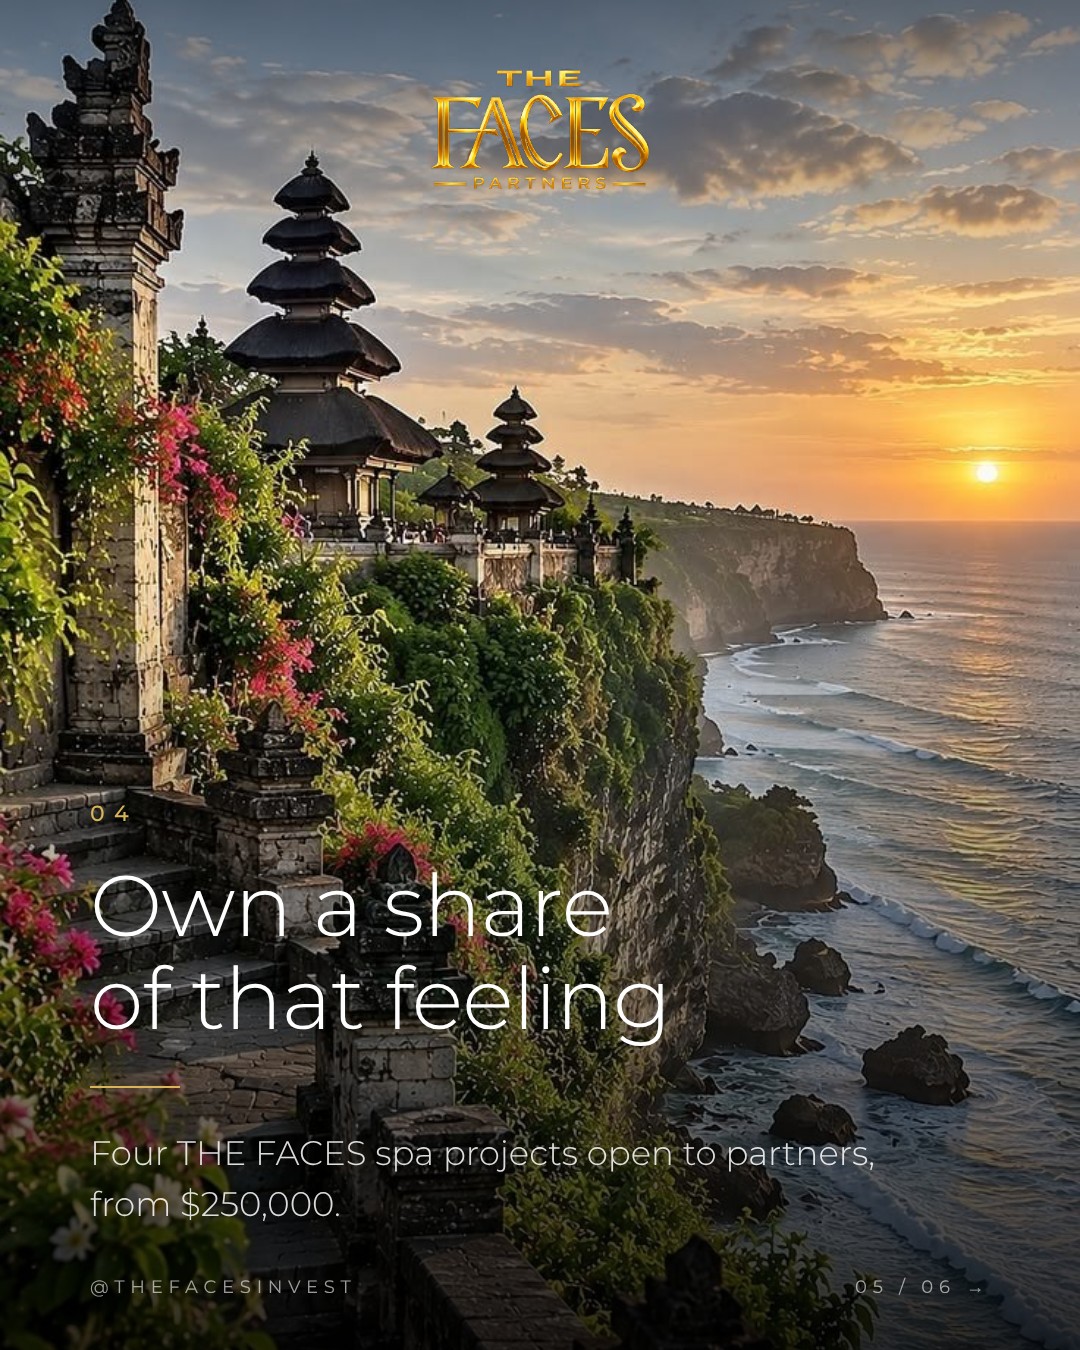 THE
FACES
PARTNERS
04
Own a share
of that feeling
Four THE FACES spa projects open to partners,
from $250,000.
@THEFACESINVEST
05 / 06 →